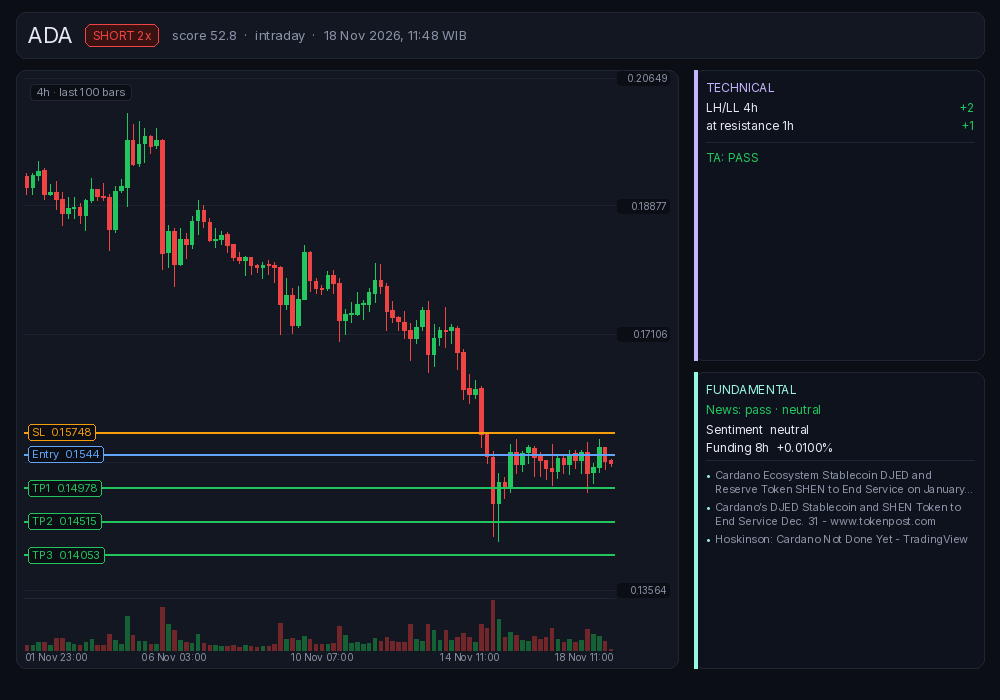 ADA SHORT 2x score 52.8 · intraday · 18 Nov 2026, 11:48 WIB
4h · last 100 bars
0.20649
0.18877
0.17106
0.13564
SL 0.15748
Entry 0.1544
TP1 0.14978
TP2 0.14515
TP3 0.14053
01 Nov 23:00 06 Nov 03:00 10 Nov 07:00 14 Nov 11:00 18 Nov 11:00
TECHNICAL
LH/LL 4h +2
at resistance 1h +1
TA: PASS
FUNDAMENTAL
News: pass · neutral
Sentiment neutral
Funding 8h +0.0100%
• Cardano Ecosystem Stablecoin DJED and
Reserve Token SHEN to End Service on January…
• Cardano's DJED Stablecoin and SHEN Token to
End Service Dec. 31 - www.tokenpost.com
• Hoskinson: Cardano Not Done Yet - TradingView